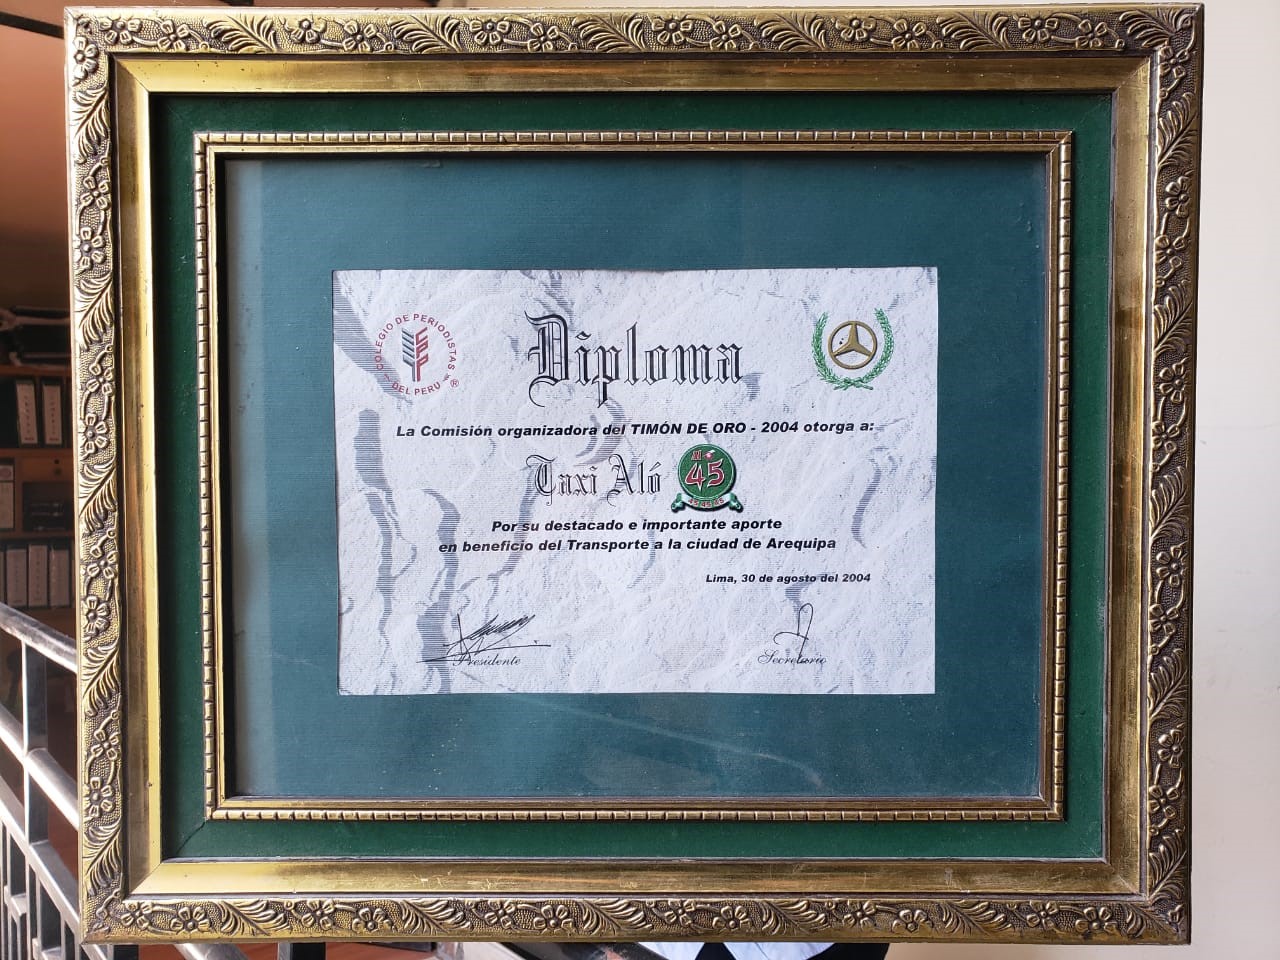 COLEGIO DE PERIODISTAS
DEL PERU ®
CPP
Diploma
La Comisión organizadora del TIMÓN DE ORO - 2004 otorga a:
Taxi Aló 45
Por su destacado e importante aporte
en beneficio del Transporte a la ciudad de Arequipa
Lima, 30 de agosto del 2004
Presidente
Secretario